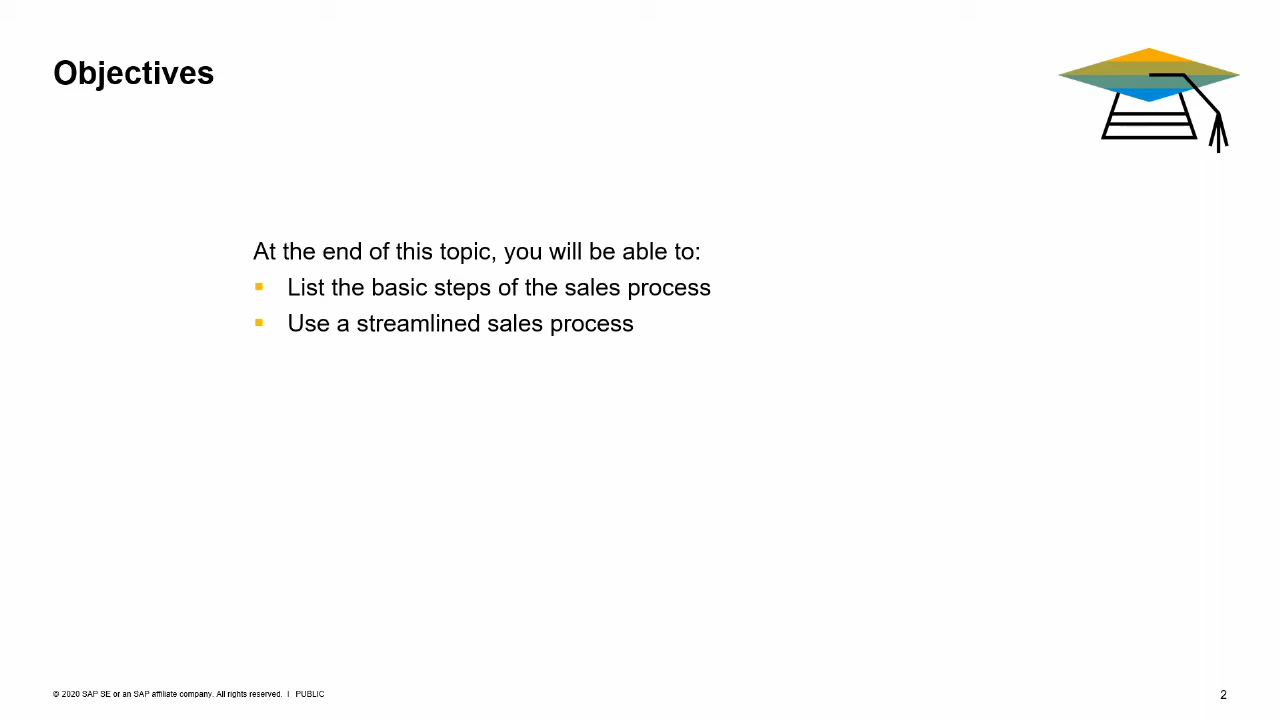 Objectives
At the end of this topic, you will be able to:
▪ List the basic steps of the sales process
▪ Use a streamlined sales process
© 2020 SAP SE or an SAP affiliate company. All rights reserved. I PUBLIC
2